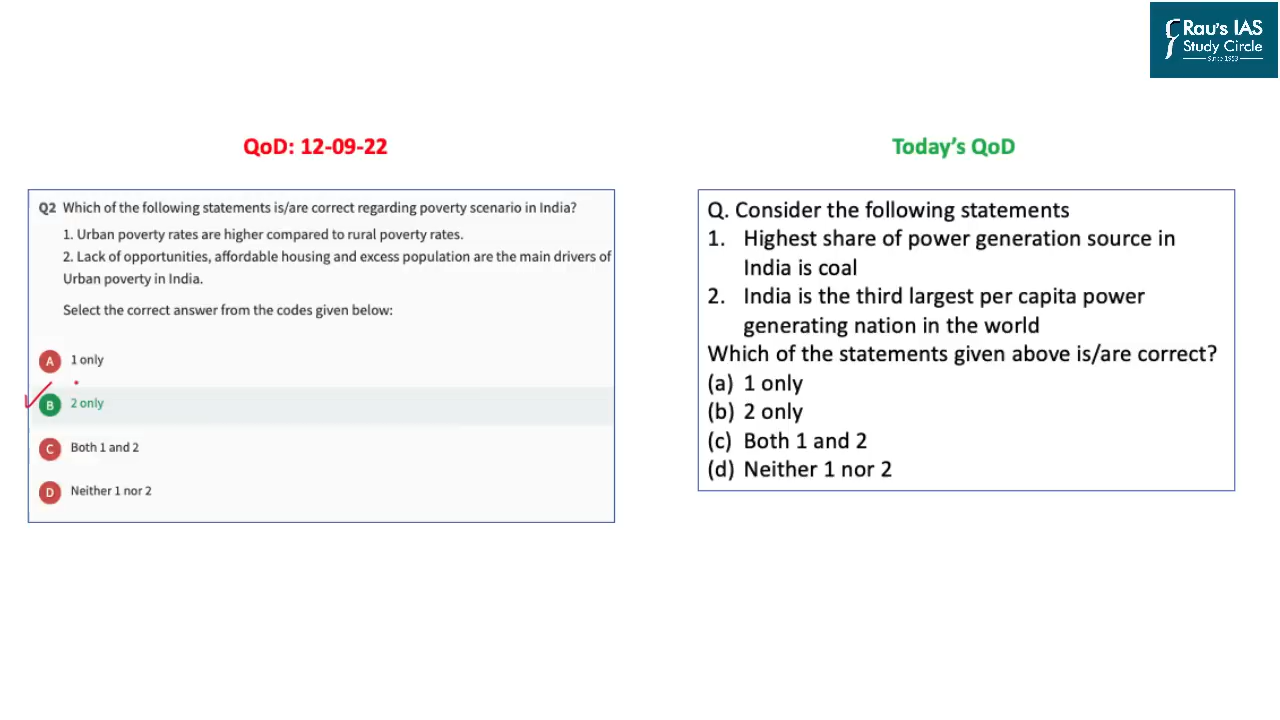 Rau's IAS
Study Circle
Since 1953
QoD: 12-09-22
Q2 Which of the following statements is/are correct regarding poverty scenario in India?
1. Urban poverty rates are higher compared to rural poverty rates.
2. Lack of opportunities, affordable housing and excess population are the main drivers of
Urban poverty in India.
Select the correct answer from the codes given below:
A 1 only
B 2 only
C Both 1 and 2
D Neither 1 nor 2
Today's QoD
Q. Consider the following statements
1. Highest share of power generation source in
India is coal
2. India is the third largest per capita power
generating nation in the world
Which of the statements given above is/are correct?
(a) 1 only
(b) 2 only
(c) Both 1 and 2
(d) Neither 1 nor 2